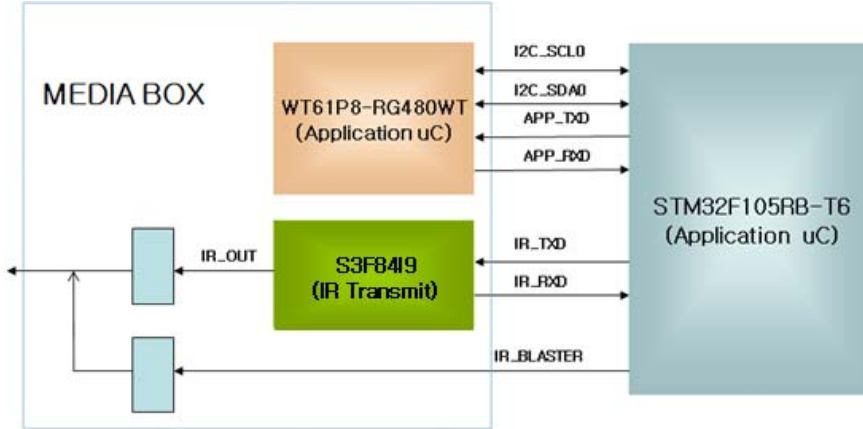 MEDIA BOX
WT61P8-RG480WT
(Application uC)
I2C_SCL0
I2C_SDA0
APP_TXD
APP_RXD
STM32F105RB-T6
(Application uC)
IR_OUT
S3F84I9
(IR Transmit)
IR_TXD
IR_RXD
IR_BLASTER